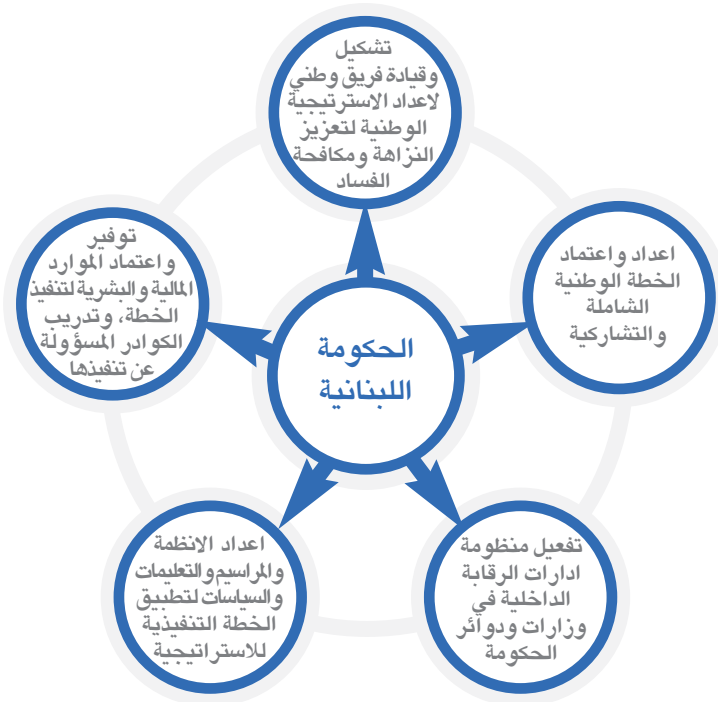 تشكيل
وقيادة فريق وطني
لاعداد الاسترتيجية
الوطنية لتعزيز
النزاهة ومكافحة
الفساد
اعداد واعتماد
الخطة الوطنية
الشاملة
والتشاركية
توفير
واعتماد الموارد
المالية والبشرية لتنفيذ
الخطة، وتدريب
الكوادر المسؤولة
عن تنفيذها
الحكومة
اللبنانية
تفعيل منظومة
ادارات الرقابة
الداخلية في
وزارات ودوائر
الحكومة
اعداد الانظمة
والمراسيم والتعليمات
والسياسات لتطبيق
الخطة التنفيذية
للاستراتيجية